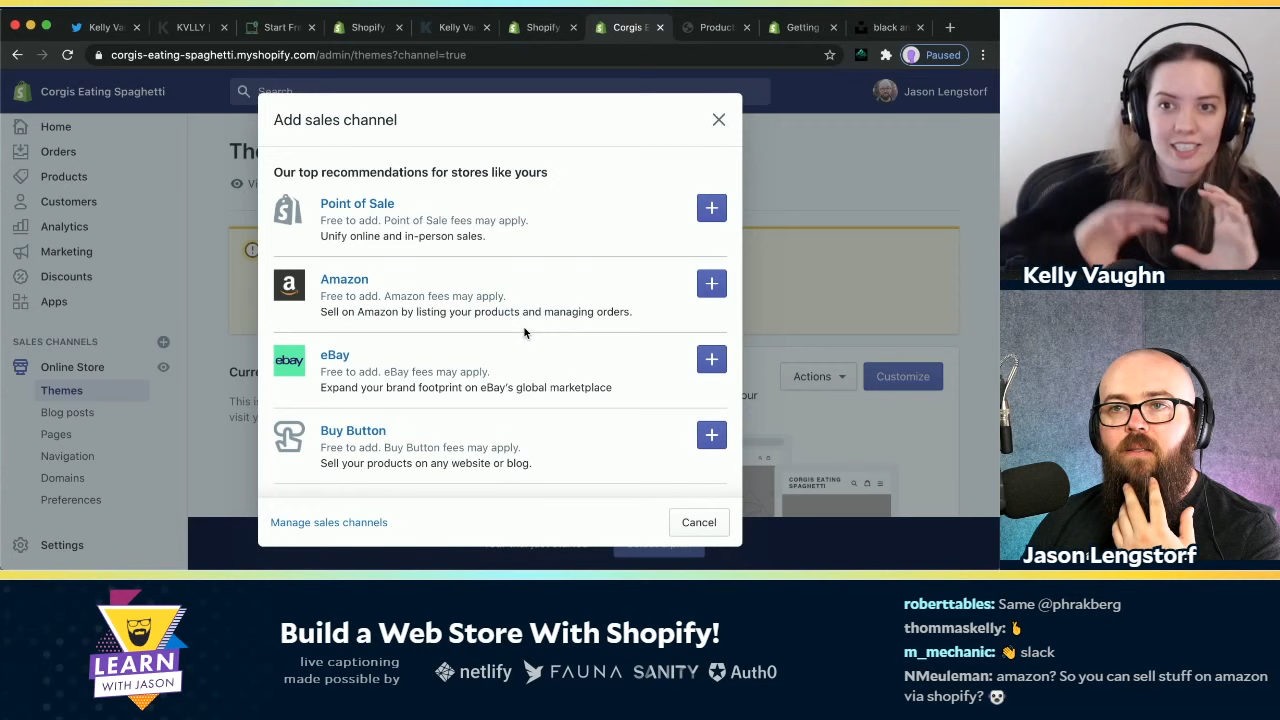 Kelly Va
KVLLY
Start Fre
Shopify
Kelly Va
Shopify
Corgis E
Product
Getting
black an
corgis-eating-spaghetti.myshopify.com/admin/themes?channel=true
Paused
Corgis Eating Spaghetti
Search
Jason Lengstorf
Home
Orders
Products
Customers
Analytics
Marketing
Discounts
Apps
SALES CHANNELS
Online Store
Themes
Blog posts
Pages
Navigation
Domains
Preferences
Settings
Add sales channel
Our top recommendations for stores like yours
Point of Sale
Free to add. Point of Sale fees may apply.
Unify online and in-person sales.
Amazon
Free to add. Amazon fees may apply.
Sell on Amazon by listing your products and managing orders.
ebay
eBay
Free to add. eBay fees may apply.
Expand your brand footprint on eBay's global marketplace
Buy Button
Free to add. Buy Button fees may apply.
Sell your products on any website or blog.
Manage sales channels
Cancel
Actions
Customize
CORGIS EATING
SPAGHETTI
Kelly Vaughn
Jason Lengstorf
LEARN
WITH JASON
Build a Web Store With Shopify!
live captioning
made possible by
netlify
FAUNA
SANITY
Auth0
roberttables: Same @phrakberg
thommaskelly: 🫰
m_mechanic: 👋 slack
NMeuleman: amazon? So you can sell stuff on amazon
via shopify?